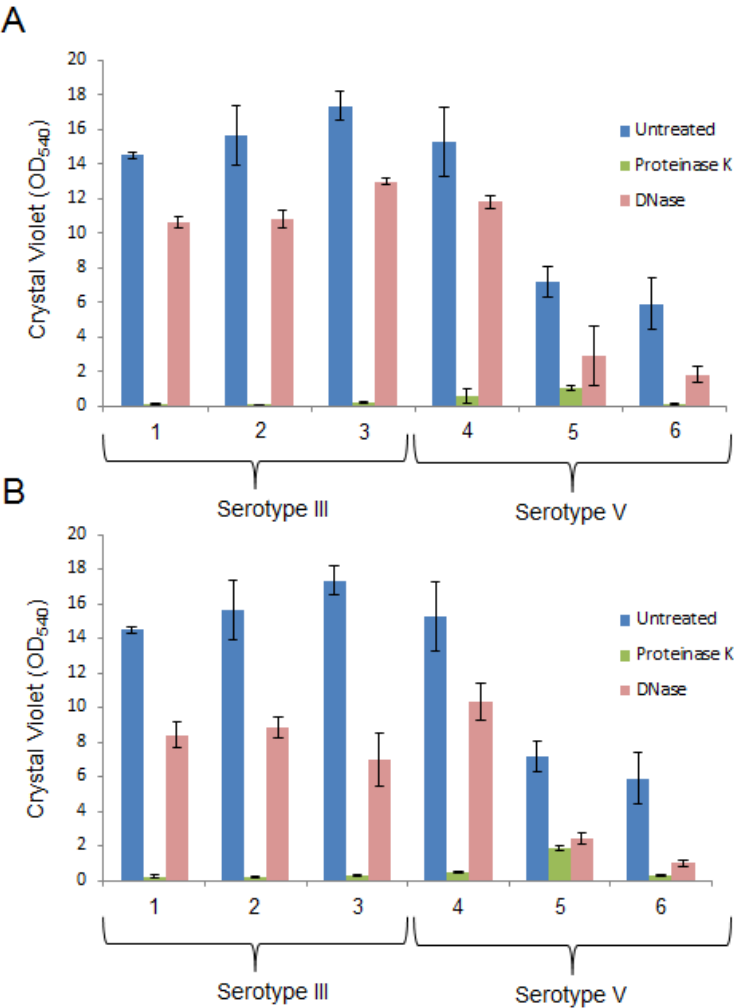 A
20
18
16
14
12
10
8
6
4
2
0
Crystal Violet (OD540)
Untreated
Proteinase K
DNase
1 2 3 4 5 6
Serotype III Serotype V
B
20
18
16
14
12
10
8
6
4
2
0
Crystal Violet (OD540)
Untreated
Proteinase K
DNase
1 2 3 4 5 6
Serotype III Serotype V